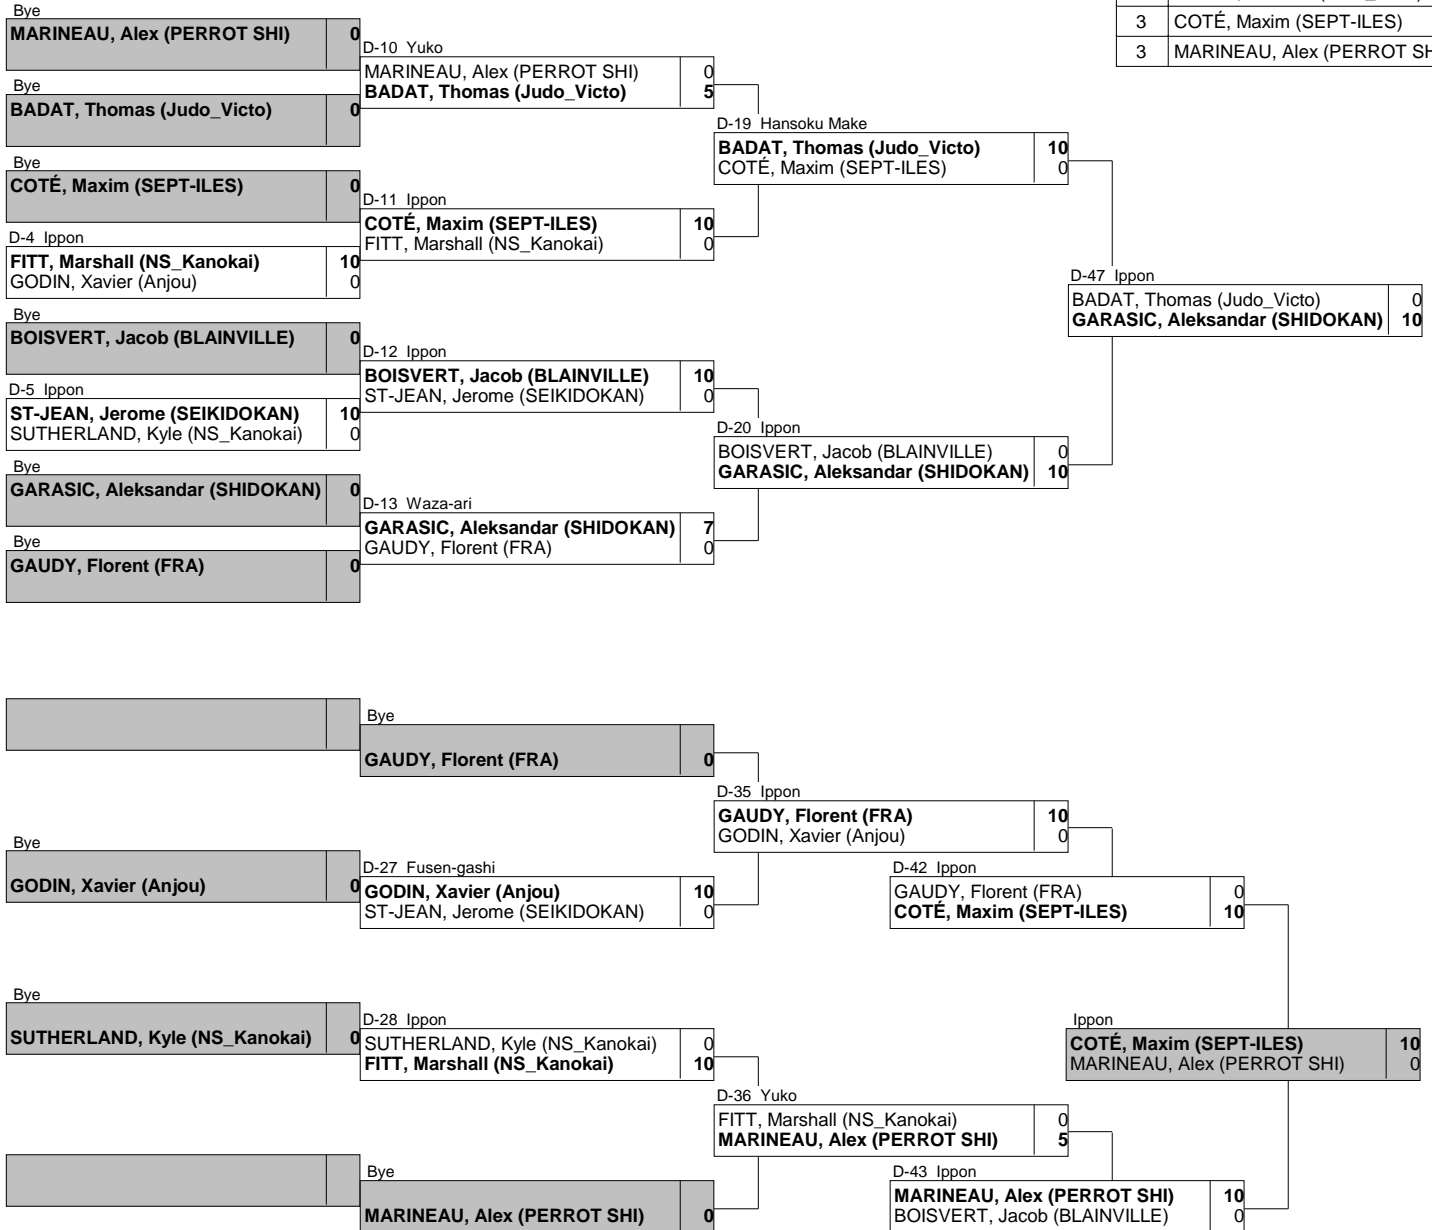 3 COTÉ, Maxim (SEPT-ILES)
3 MARINEAU, Alex (PERROT SH
Bye
MARINEAU, Alex (PERROT SHI) 0
Bye
BADAT, Thomas (Judo_Victo) 0
Bye
COTÉ, Maxim (SEPT-ILES) 0
D-4 Ippon
FITT, Marshall (NS_Kanokai) 10
GODIN, Xavier (Anjou) 0
Bye
BOISVERT, Jacob (BLAINVILLE) 0
D-5 Ippon
ST-JEAN, Jerome (SEIKIDOKAN) 10
SUTHERLAND, Kyle (NS_Kanokai) 0
Bye
GARASIC, Aleksandar (SHIDOKAN) 0
Bye
GAUDY, Florent (FRA) 0
D-10 Yuko
MARINEAU, Alex (PERROT SHI) 0
BADAT, Thomas (Judo_Victo) 5
D-11 Ippon
COTÉ, Maxim (SEPT-ILES) 10
FITT, Marshall (NS_Kanokai) 0
D-12 Ippon
BOISVERT, Jacob (BLAINVILLE) 10
ST-JEAN, Jerome (SEIKIDOKAN) 0
D-13 Waza-ari
GARASIC, Aleksandar (SHIDOKAN) 7
GAUDY, Florent (FRA) 0
D-19 Hansoku Make
BADAT, Thomas (Judo_Victo) 10
COTÉ, Maxim (SEPT-ILES) 0
D-20 Ippon
BOISVERT, Jacob (BLAINVILLE) 0
GARASIC, Aleksandar (SHIDOKAN) 10
D-47 Ippon
BADAT, Thomas (Judo_Victo) 0
GARASIC, Aleksandar (SHIDOKAN) 10
Bye
GAUDY, Florent (FRA) 0
Bye
GODIN, Xavier (Anjou) 0
D-27 Fusen-gashi
GODIN, Xavier (Anjou) 10
ST-JEAN, Jerome (SEIKIDOKAN) 0
D-35 Ippon
GAUDY, Florent (FRA) 10
GODIN, Xavier (Anjou) 0
D-42 Ippon
GAUDY, Florent (FRA) 0
COTÉ, Maxim (SEPT-ILES) 10
Bye
SUTHERLAND, Kyle (NS_Kanokai) 0
D-28 Ippon
SUTHERLAND, Kyle (NS_Kanokai) 0
FITT, Marshall (NS_Kanokai) 10
Bye
MARINEAU, Alex (PERROT SHI) 0
D-36 Yuko
FITT, Marshall (NS_Kanokai) 0
MARINEAU, Alex (PERROT SHI) 5
D-43 Ippon
MARINEAU, Alex (PERROT SHI) 10
BOISVERT, Jacob (BLAINVILLE) 0
Ippon
COTÉ, Maxim (SEPT-ILES) 10
MARINEAU, Alex (PERROT SHI) 0